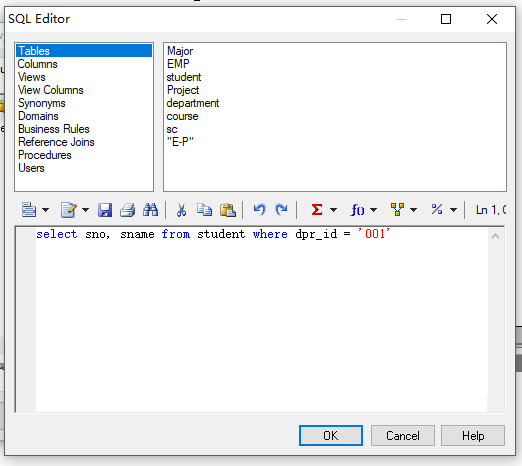 SQL Editor
Tables
Columns
Views
View Columns
Synonyms
Domains
Business Rules
Reference Joins
Procedures
Users
Major
EMP
student
Project
department
course
sc
"E-P"
Σ
f()
%
Ln 1, C
select sno, sname from student where dpr_id = '001'
OK
Cancel
Help